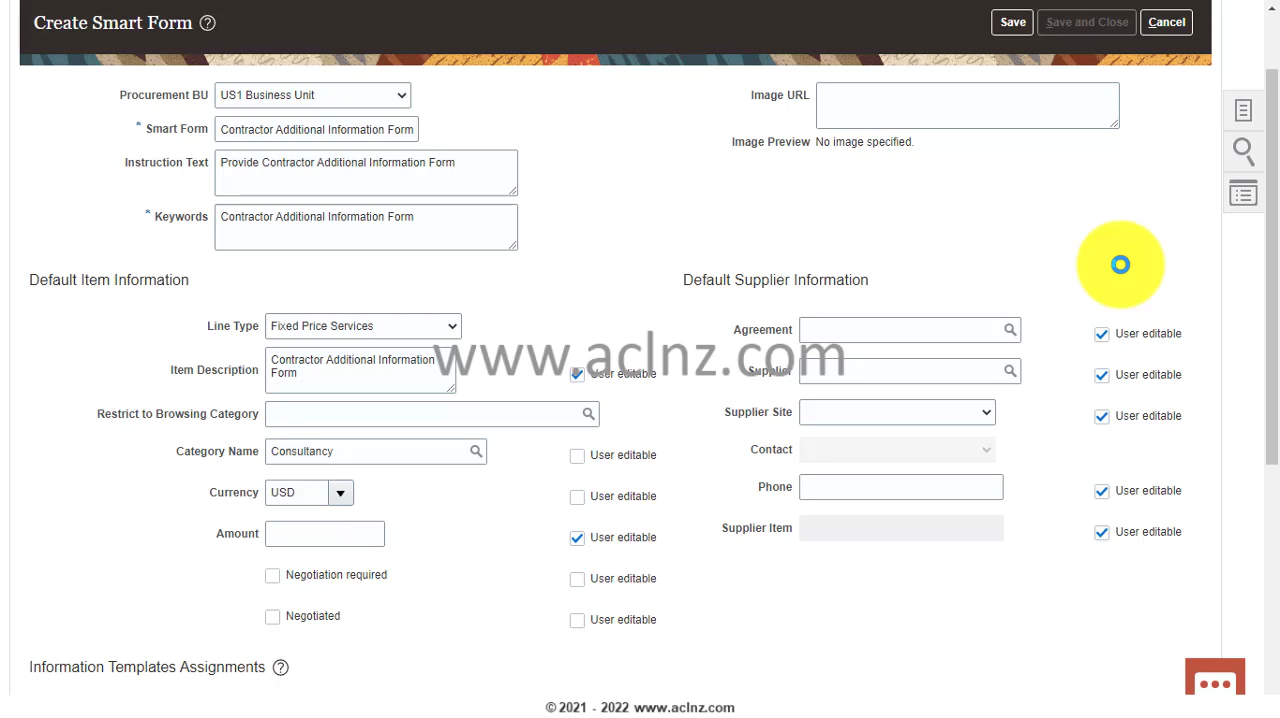 Create Smart Form ?
Save Save and Close Cancel
Procurement BU US1 Business Unit
* Smart Form Contractor Additional Information Form
Instruction Text Provide Contractor Additional Information Form
* Keywords Contractor Additional Information Form
Image URL
Image Preview No image specified.
Default Item Information
Line Type Fixed Price Services
Item Description Contractor Additional Information
Form
User editable
Restrict to Browsing Category
Category Name Consultancy User editable
Currency USD User editable
Amount User editable
Negotiation required User editable
Negotiated User editable
Default Supplier Information
Agreement User editable
Supplier User editable
Supplier Site User editable
Contact
Phone User editable
Supplier Item User editable
www.aclnz.com
Information Templates Assignments ?
© 2021 - 2022 www.aclnz.com